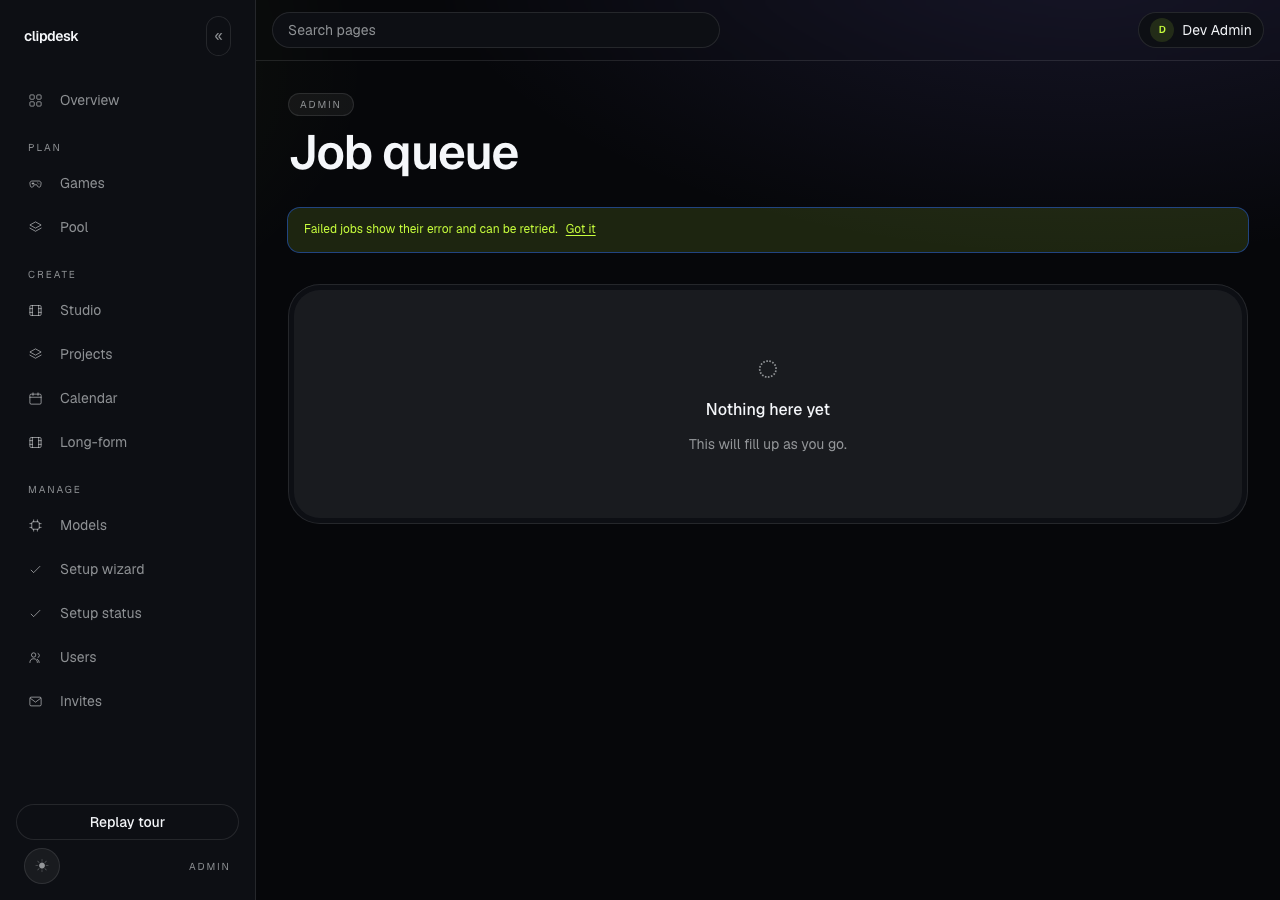 clipdesk
«
Overview
PLAN
Games
Pool
CREATE
Studio
Projects
Calendar
Long-form
MANAGE
Models
Setup wizard
Setup status
Users
Invites
Replay tour
ADMIN
Search pages
D Dev Admin
ADMIN
Job queue
Failed jobs show their error and can be retried. Got it
Nothing here yet
This will fill up as you go.